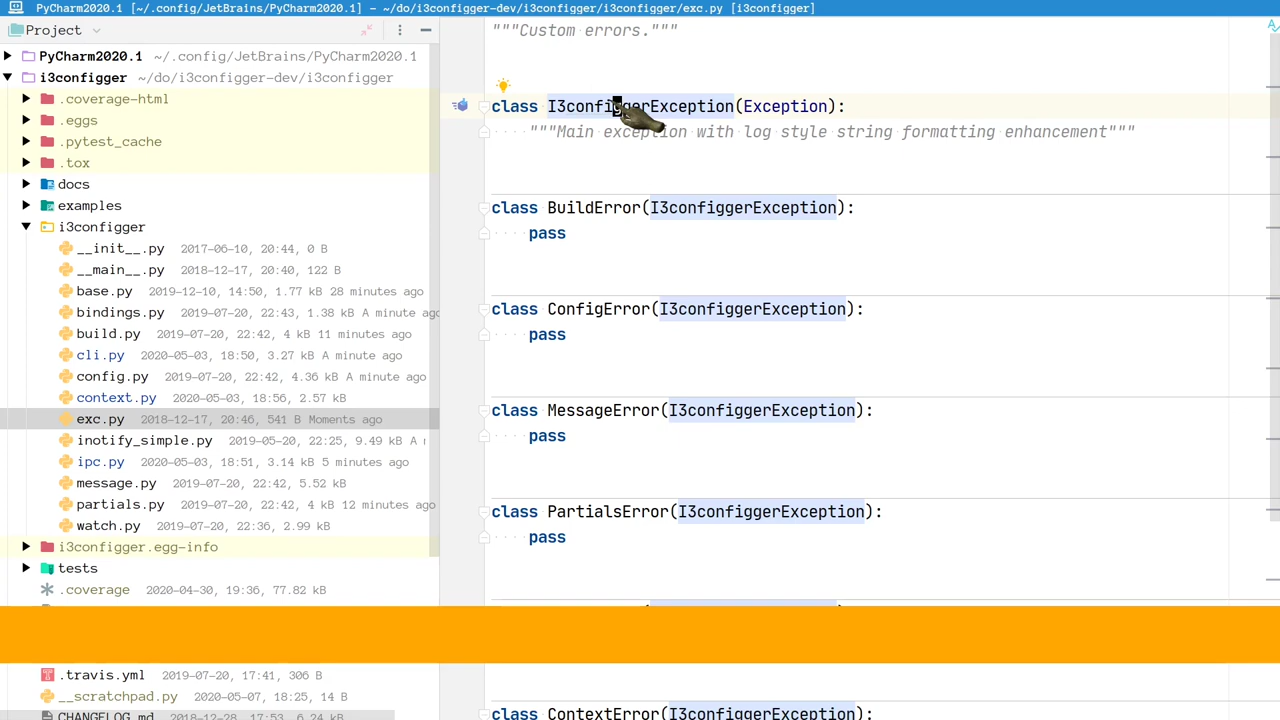 PyCharm2020.1 [~/.config/JetBrains/PyCharm2020.1] - ~/do/i3configger-dev/i3configger/i3configger/exc.py [i3configger]
Project
PyCharm2020.1 ~/.config/JetBrains/PyCharm2020.1
i3configger ~/do/i3configger-dev/i3configger
.coverage-html
.eggs
.pytest_cache
.tox
docs
examples
i3configger
__init__.py 2017-06-10, 20:44, 0 B
__main__.py 2018-12-17, 20:40, 122 B
base.py 2019-12-10, 14:50, 1.77 kB 28 minutes ago
bindings.py 2019-07-20, 22:43, 1.38 kB A minute ago
build.py 2019-07-20, 22:42, 4 kB 11 minutes ago
cli.py 2020-05-03, 18:50, 3.27 kB A minute ago
config.py 2019-07-20, 22:42, 4.36 kB A minute ago
context.py 2020-05-03, 18:56, 2.57 kB
exc.py 2018-12-17, 20:46, 541 B Moments ago
inotify_simple.py 2019-05-20, 22:25, 9.49 kB A
ipc.py 2020-05-03, 18:51, 3.14 kB 5 minutes ago
message.py 2019-07-20, 22:42, 5.52 kB
partials.py 2019-07-20, 22:42, 4 kB 12 minutes ago
watch.py 2019-07-20, 22:36, 2.99 kB
i3configger.egg-info
tests
.coverage 2020-04-30, 19:36, 77.82 kB
.travis.yml 2019-07-20, 17:41, 306 B
__scratchpad.py 2020-05-07, 18:25, 14 B
CHANGELOG.md 2018-12-28, 17:53, 6.24 kB
"""Custom errors."""
class I3configgerException(Exception):
"""Main exception with log style string formatting enhancement"""
class BuildError(I3configgerException):
pass
class ConfigError(I3configgerException):
pass
class MessageError(I3configgerException):
pass
class PartialsError(I3configgerException):
pass
class ContextError(I3configgerException):